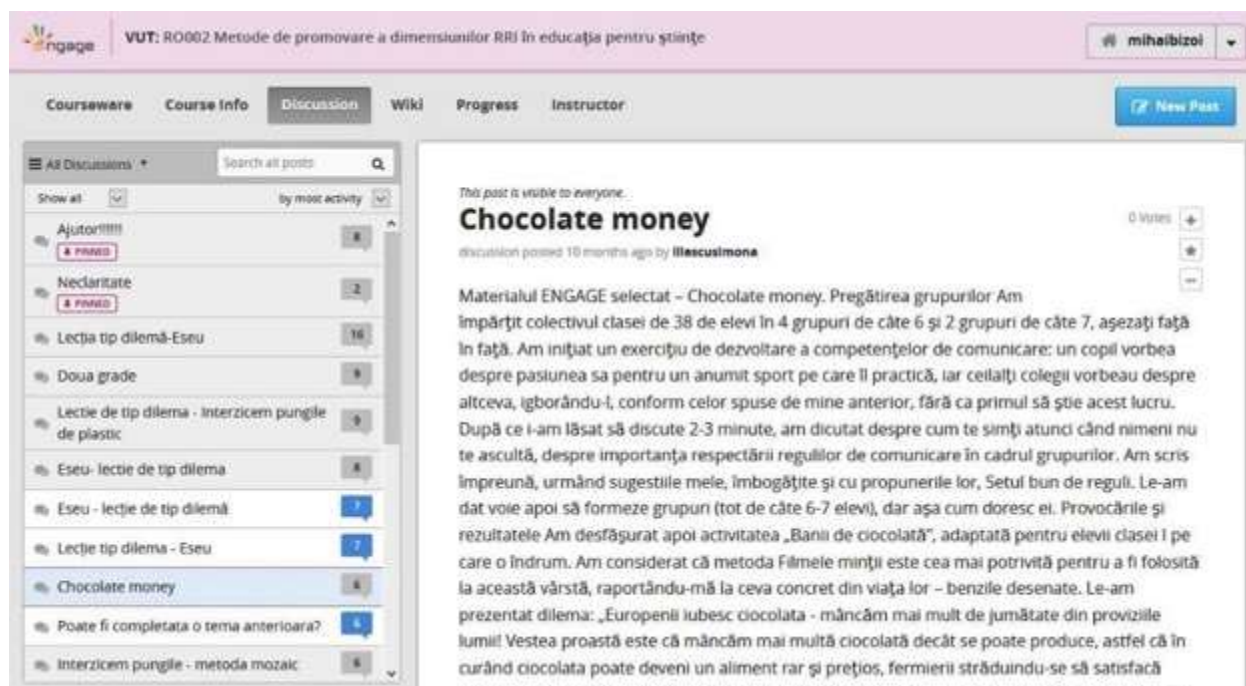 Engage
VUT: RO002 Metode de promovare a dimensiunilor RRI în educaţia pentru ştiinţe
mihaibizoi
Courseware Course Info Discussion Wiki Progress Instructor
New Post
All Discussions
Search all posts
Show all
by most activity
Ajutor!!!!!!
8
PINNED
Neclaritate
2
PINNED
Lecţia tip dilemă-Eseu
16
Doua grade
9
Lectie de tip dilema - Interzicem pungile
de plastic
9
Eseu- lectie de tip dilema
8
Eseu - lecţie de tip dilemă
7
Lecţie tip dilema - Eseu
7
Chocolate money
6
Poate fi completata o tema anterioara?
6
Interzicem pungile - metoda mozaic
6
This post is visible to everyone.
Chocolate money
0 Votes
discussion posted 10 months ago by iliescusimona
Materialul ENGAGE selectat – Chocolate money. Pregătirea grupurilor Am
împărţit colectivul clasei de 38 de elevi în 4 grupuri de câte 6 şi 2 grupuri de câte 7, aşezaţi faţă
în faţă. Am iniţiat un exerciţiu de dezvoltare a competenţelor de comunicare: un copil vorbea
despre pasiunea sa pentru un anumit sport pe care îl practică, iar ceilalţi colegii vorbeau despre
altceva, igborându-l, conform celor spuse de mine anterior, fără ca primul să ştie acest lucru.
După ce i-am lăsat să discute 2-3 minute, am dicutat despre cum te simţi atunci când nimeni nu
te ascultă, despre importanţa respectării regulilor de comunicare în cadrul grupurilor. Am scris
împreună, urmând sugestiile mele, îmbogăţite şi cu propunerile lor, Setul bun de reguli. Le-am
dat voie apoi să formeze grupuri (tot de câte 6-7 elevi), dar aşa cum doresc ei. Provocările şi
rezultatele Am desfăşurat apoi activitatea „Banii de ciocolată”, adaptată pentru elevii clasei I pe
care o îndrum. Am considerat că metoda Filmele minţii este cea mai potrivită pentru a fi folosită
la această vârstă, raportându-mă la ceva concret din viaţa lor – benzile desenate. Le-am
prezentat dilema: „Europenii iubesc ciocolata - mâncăm mai mult de jumătate din proviziile
lumii! Vestea proastă este că mâncăm mai multă ciocolată decât se poate produce, astfel că în
curând ciocolata poate deveni un aliment rar şi preţios, fermierii străduindu-se să satisfacă